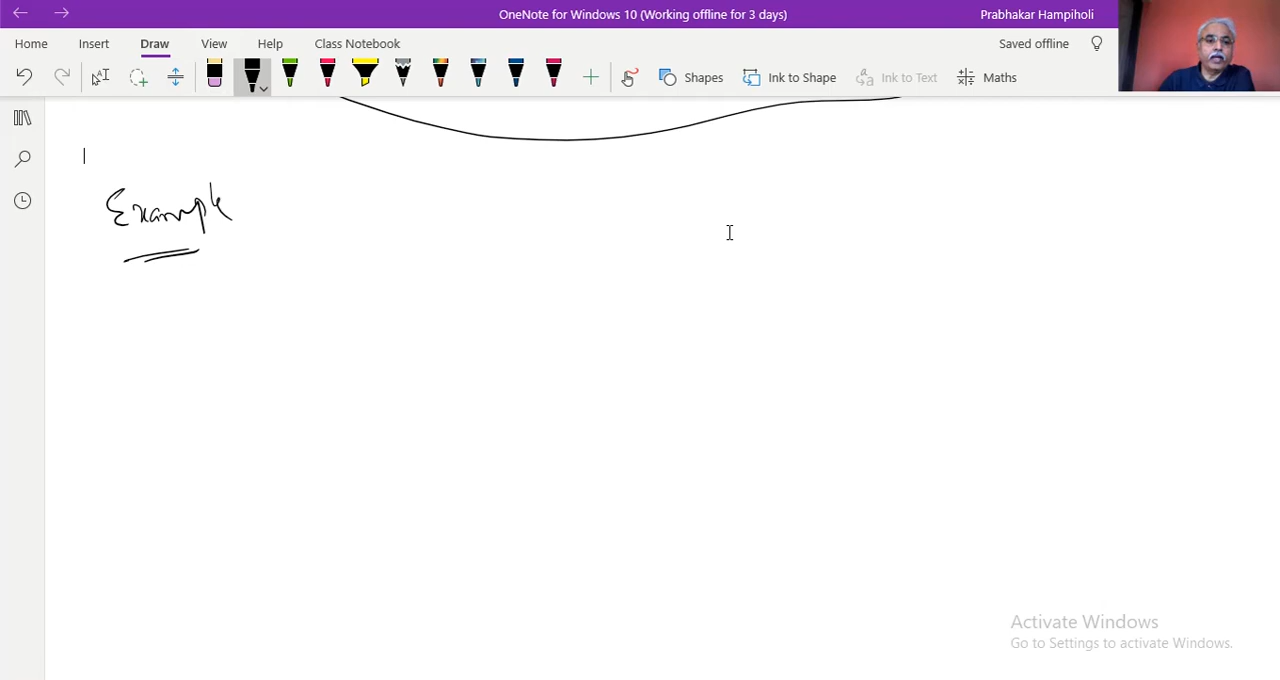 OneNote for Windows 10 (Working offline for 3 days)
Prabhakar Hampiholi
Home Insert Draw View Help Class Notebook Saved offline
Shapes Ink to Shape Ink to Text Maths
Example
Activate Windows
Go to Settings to activate Windows.